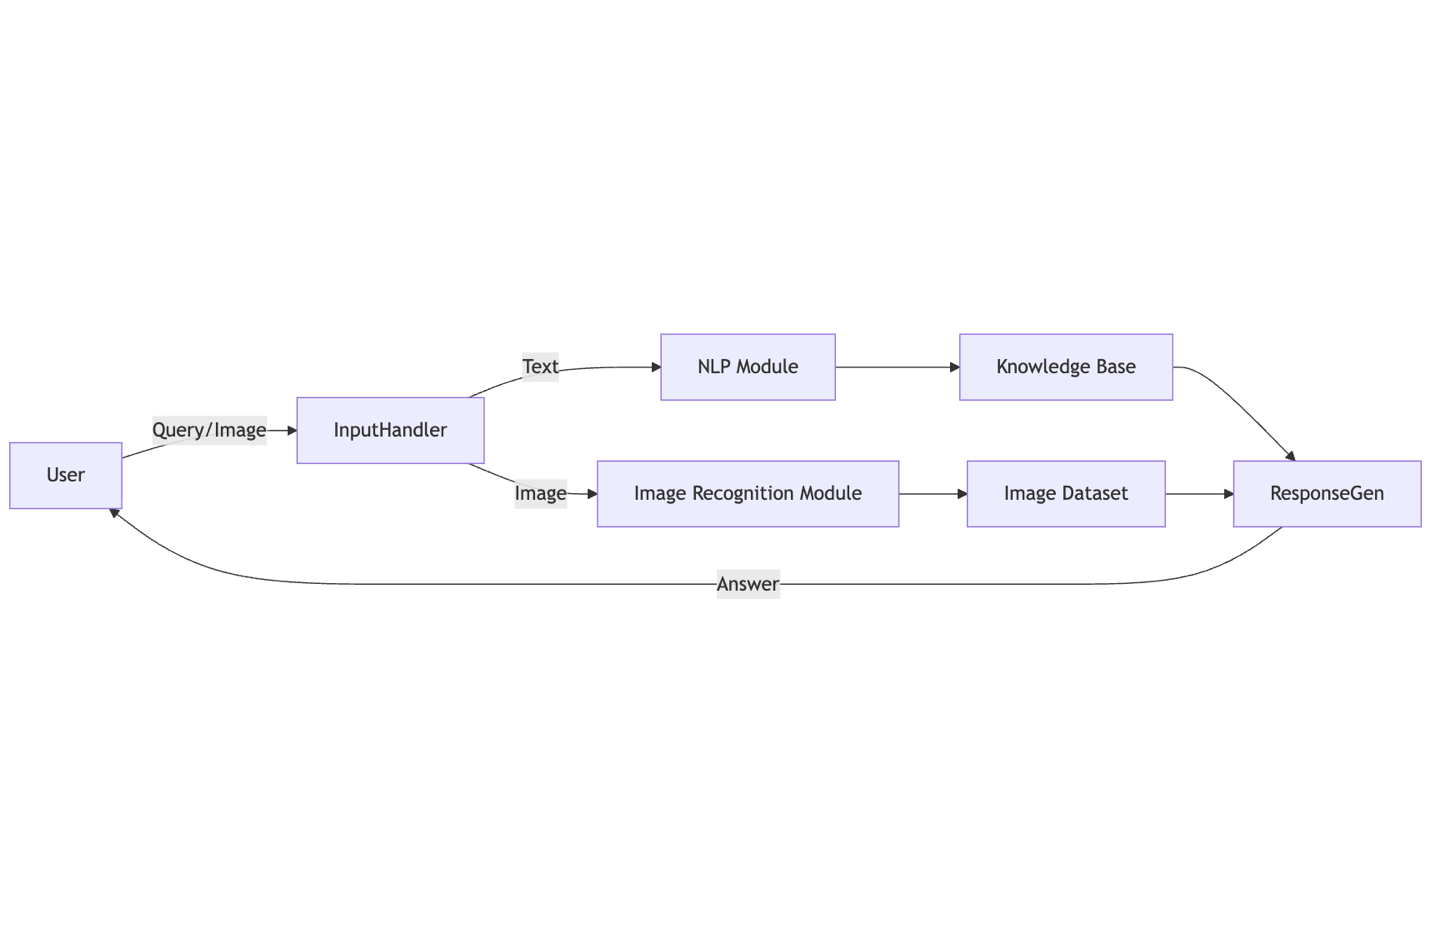 Text
NLP Module
Knowledge Base
Query/Image
InputHandler
User
Image
Image Recognition Module
Image Dataset
ResponseGen
Answer